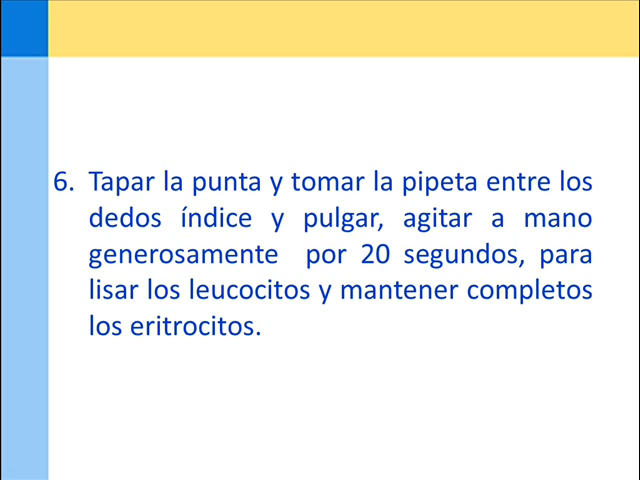 6. Tapar la punta y tomar la pipeta entre los
dedos índice y pulgar, agitar a mano
generosamente por 20 segundos, para
lisar los leucocitos y mantener completos
los eritrocitos.